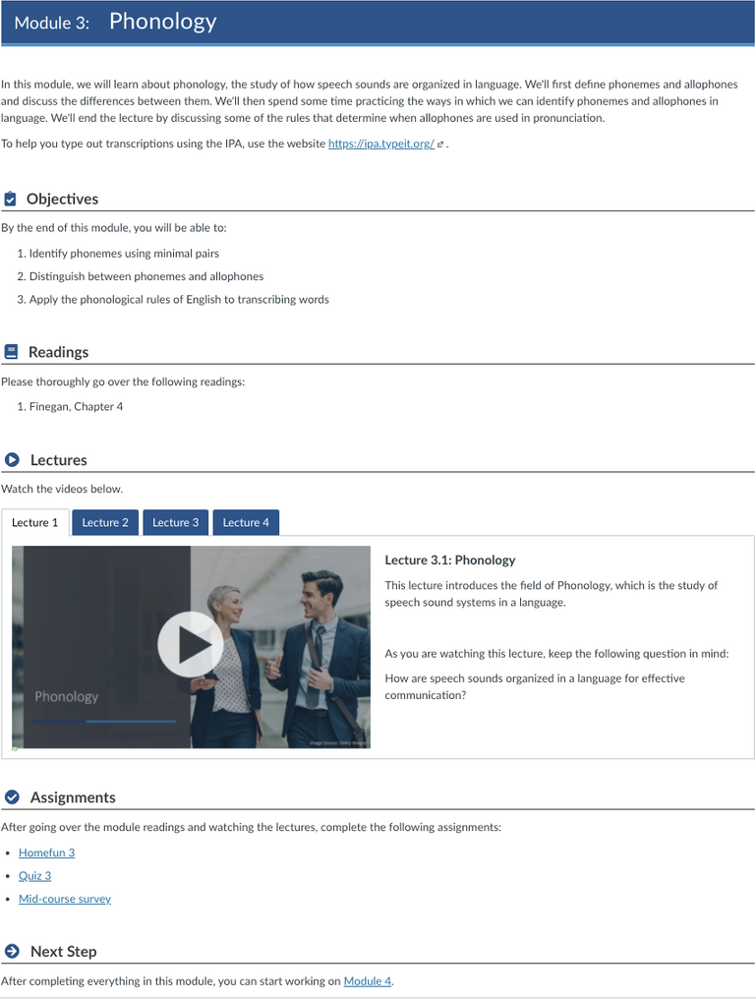 Module 3: Phonology
In this module, we will learn about phonology, the study of how speech sounds are organized in language. We'll first define phonemes and allophones
and discuss the differences between them. We'll then spend some time practicing the ways in which we can identify phonemes and allophones in
language. We'll end the lecture by discussing some of the rules that determine when allophones are used in pronunciation.
To help you type out transcriptions using the IPA, use the website https://ipa.typeit.org/ .
Objectives
By the end of this module, you will be able to:
1. Identify phonemes using minimal pairs
2. Distinguish between phonemes and allophones
3. Apply the phonological rules of English to transcribing words
Readings
Please thoroughly go over the following readings:
1. Finegan, Chapter 4
Lectures
Watch the videos below.
Lecture 1 Lecture 2 Lecture 3 Lecture 4
Phonology
Image Source: Getty Images
Lecture 3.1: Phonology
This lecture introduces the field of Phonology, which is the study of
speech sound systems in a language.
As you are watching this lecture, keep the following question in mind:
How are speech sounds organized in a language for effective
communication?
Assignments
After going over the module readings and watching the lectures, complete the following assignments:
• Homefun 3
• Quiz 3
• Mid-course survey
Next Step
After completing everything in this module, you can start working on Module 4.